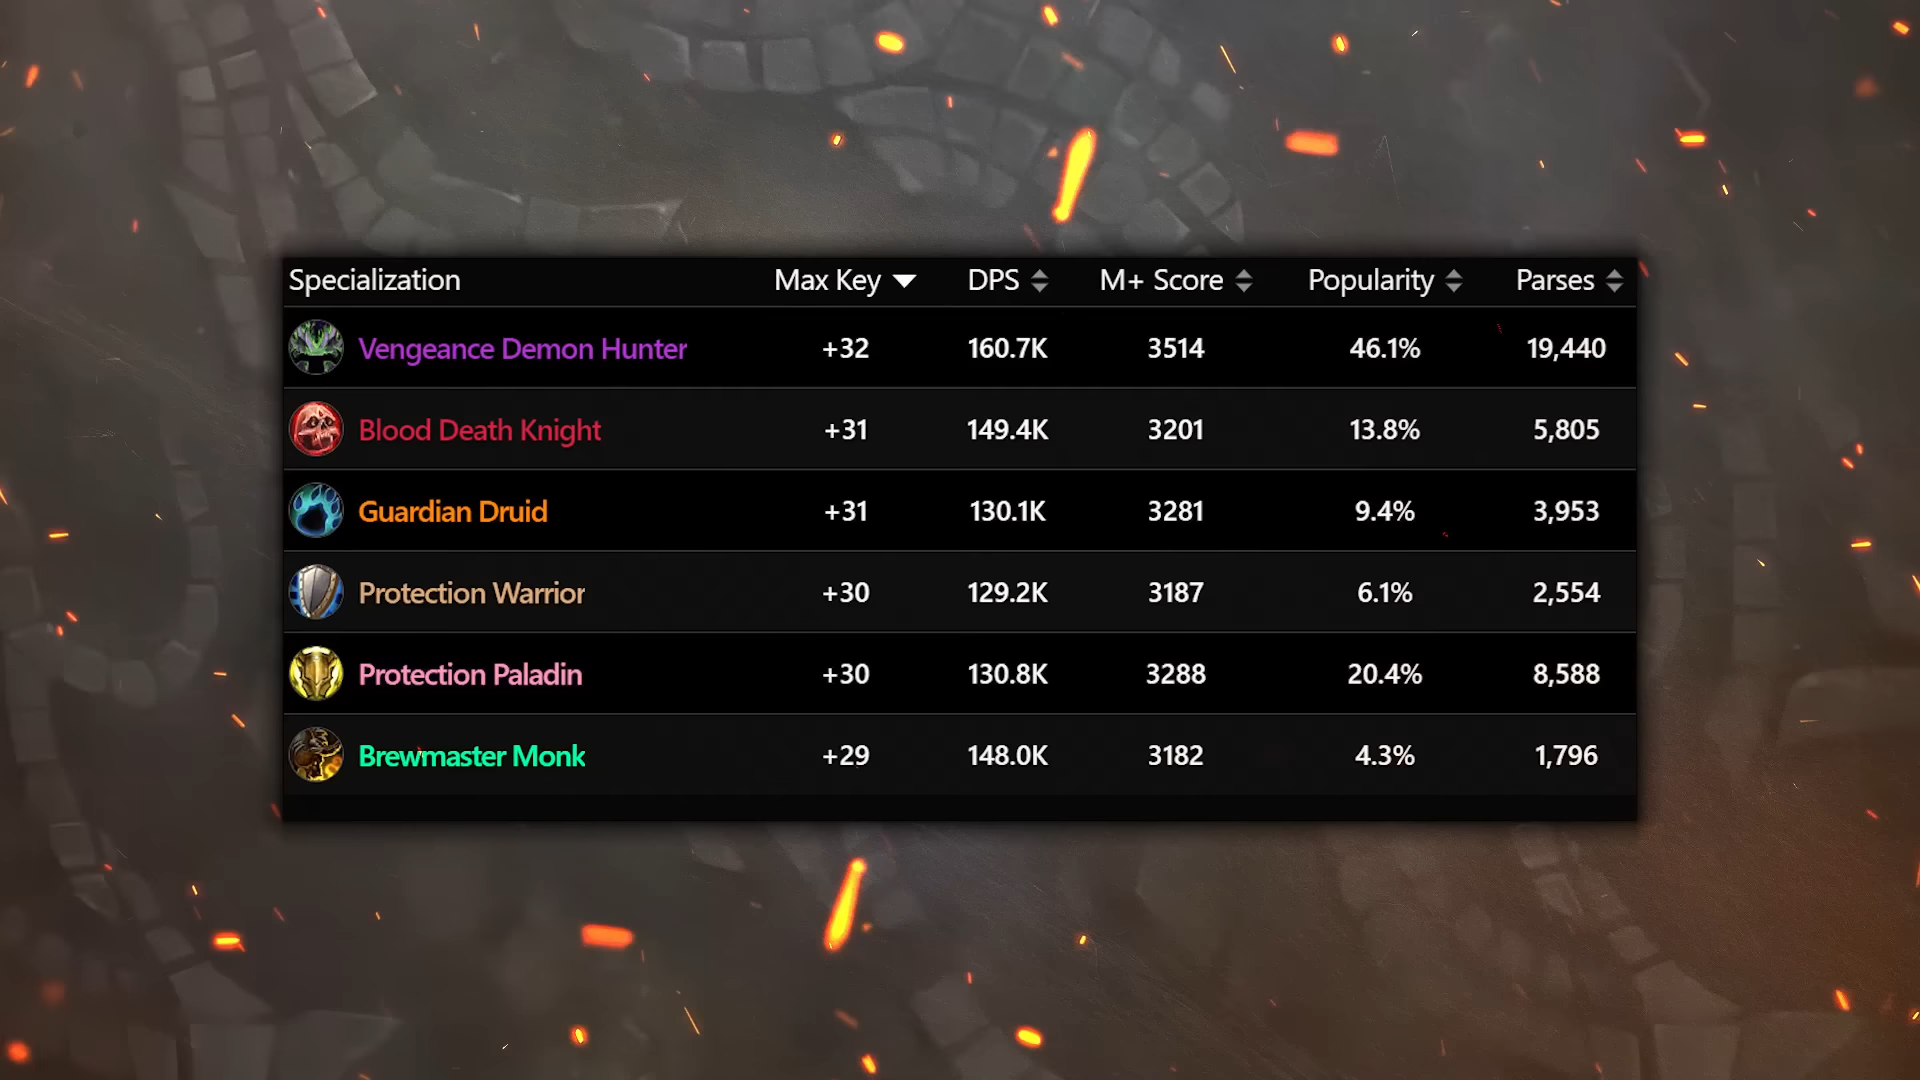 Specialization Max Key DPS M+ Score Popularity Parses
Vengeance Demon Hunter +32 160.7K 3514 46.1% 19,440
Blood Death Knight +31 149.4K 3201 13.8% 5,805
Guardian Druid +31 130.1K 3281 9.4% 3,953
Protection Warrior +30 129.2K 3187 6.1% 2,554
Protection Paladin +30 130.8K 3288 20.4% 8,588
Brewmaster Monk +29 148.0K 3182 4.3% 1,796